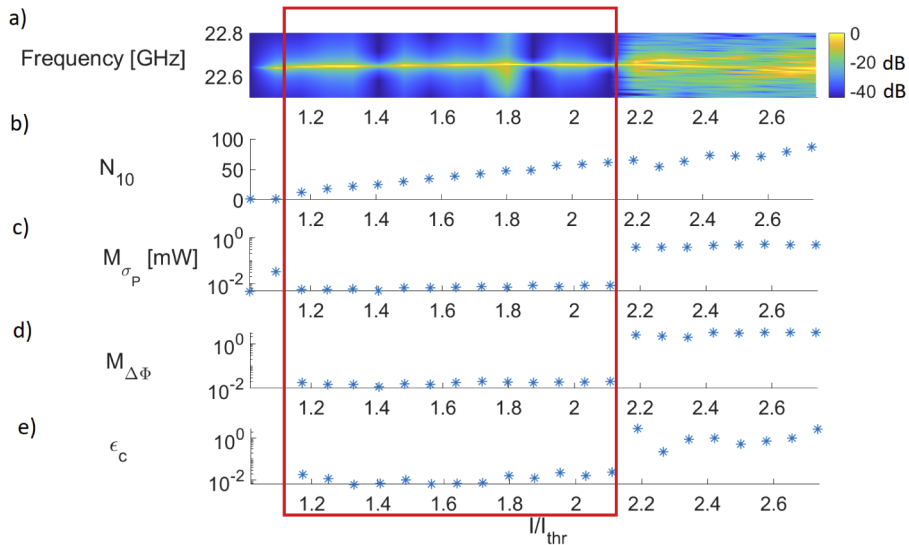 a)
22.8
Frequency [GHz]
22.6
0
-20 dB
-40 dB
1.2 1.4 1.6 1.8 2 2.2 2.4 2.6
b)
100
N10
50
0
1.2 1.4 1.6 1.8 2 2.2 2.4 2.6
c)
10^0
MσP [mW]
10^-2
1.2 1.4 1.6 1.8 2 2.2 2.4 2.6
d)
10^0
MΔΦ
10^-2
1.2 1.4 1.6 1.8 2 2.2 2.4 2.6
e)
10^0
ϵc
10^-2
1.2 1.4 1.6 1.8 2 2.2 2.4 2.6
I/Ithr